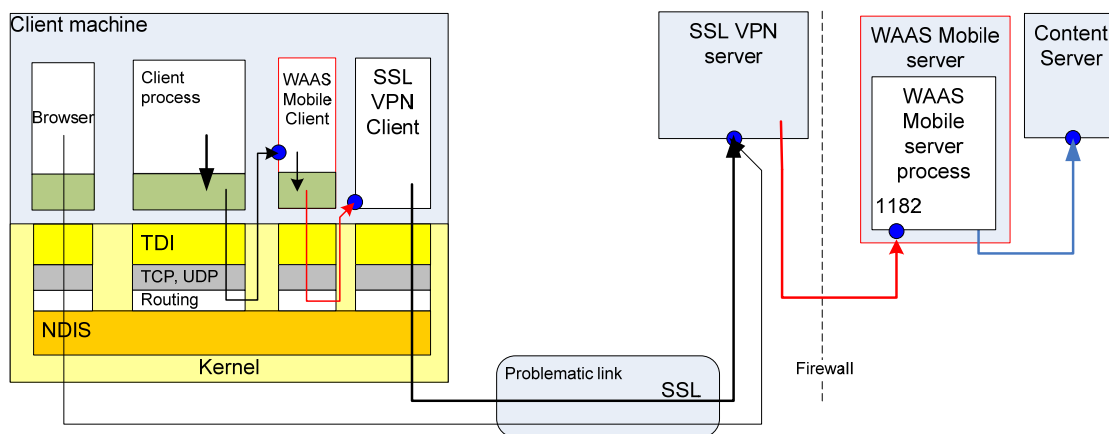 Client machine
Browser
Client
process
WAAS
Mobile
Client
SSL
VPN
Client
TDI
TCP, UDP
Routing
NDIS
Kernel
Problematic link
SSL
SSL VPN
server
Firewall
WAAS Mobile
server
WAAS
Mobile
server
process
1182
Content
Server